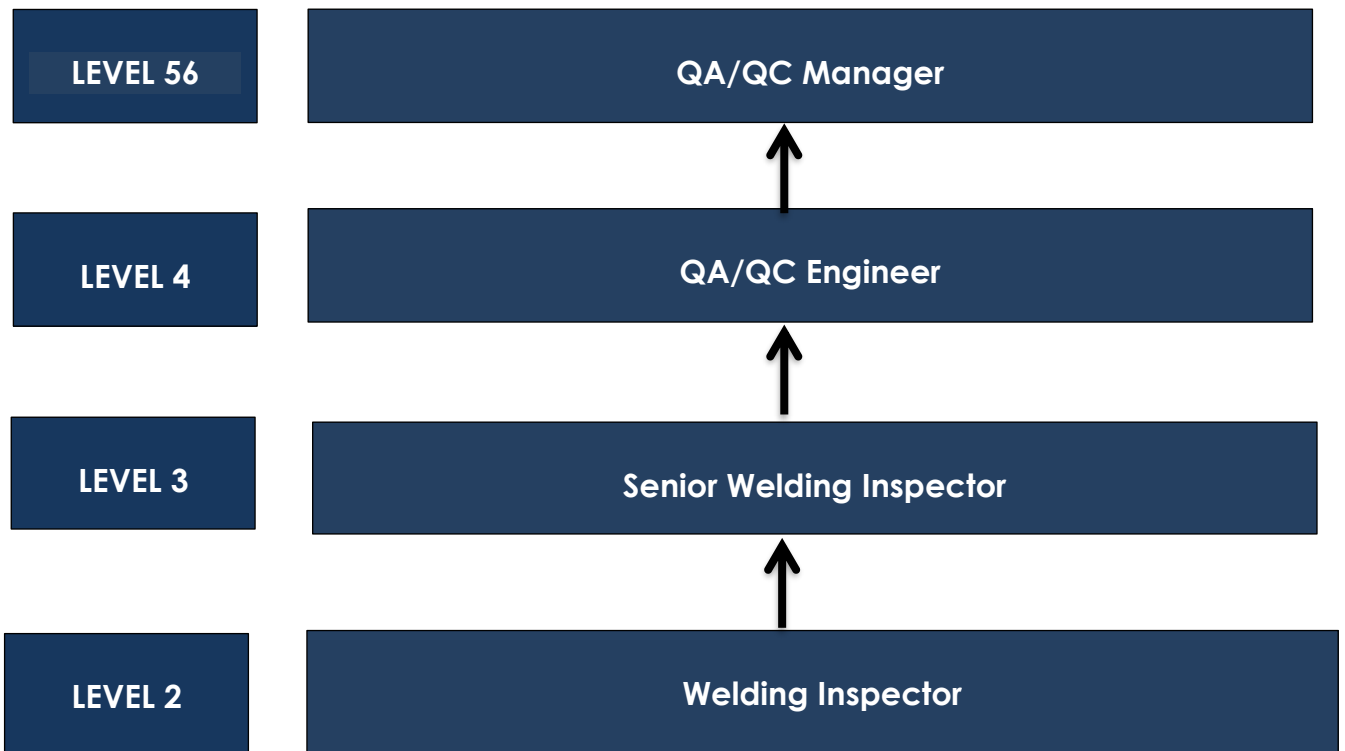 LEVEL 56
QA/QC Manager
LEVEL 4
QA/QC Engineer
LEVEL 3
Senior Welding Inspector
LEVEL 2
Welding Inspector